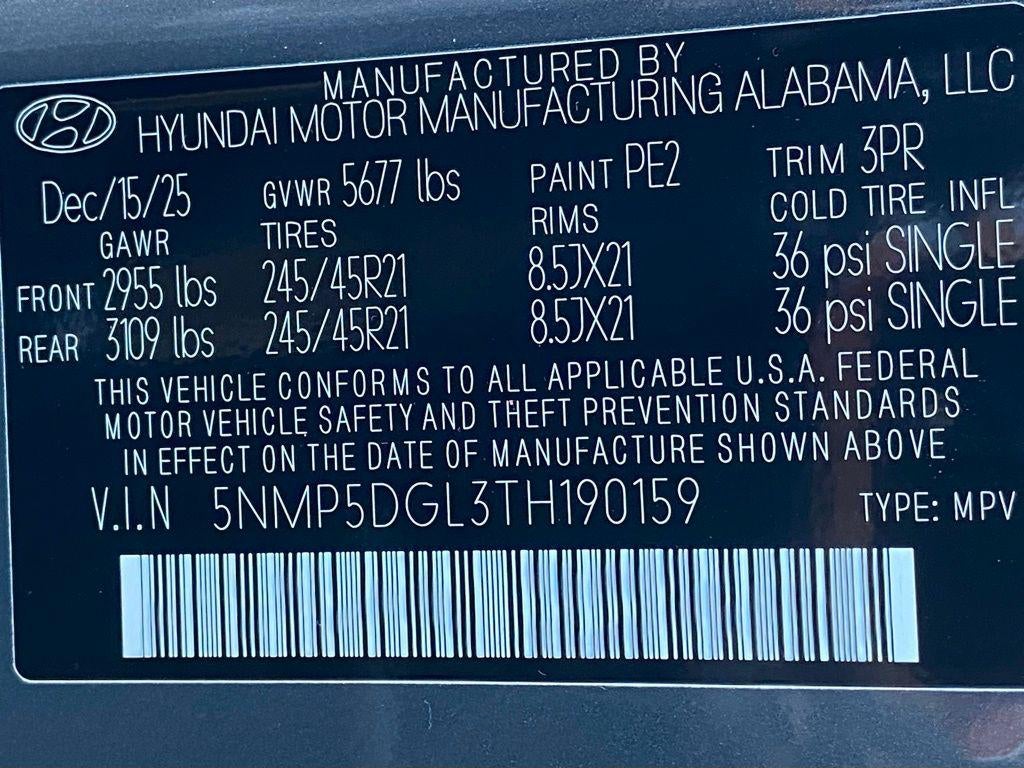 MANUFACTURED BY
HYUNDAI MOTOR MANUFACTURING ALABAMA, LLC
Dec/15/25 GVWR 5677 lbs PAINT PE2 TRIM 3PR
GAWR TIRES RIMS COLD TIRE INFL
FRONT 2955 lbs 245/45R21 8.5JX21 36 psi SINGLE
REAR 3109 lbs 245/45R21 8.5JX21 36 psi SINGLE
THIS VEHICLE CONFORMS TO ALL APPLICABLE U.S.A. FEDERAL
MOTOR VEHICLE SAFETY AND THEFT PREVENTION STANDARDS
IN EFFECT ON THE DATE OF MANUFACTURE SHOWN ABOVE
V.I.N 5NMP5DGL3TH190159 TYPE: MPV